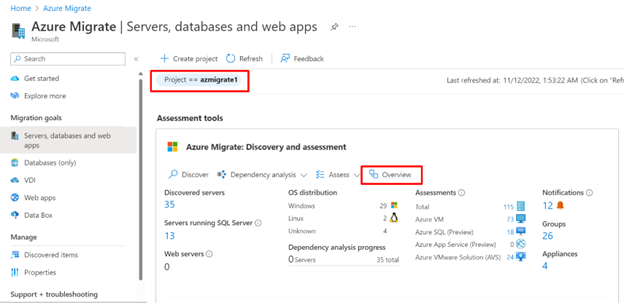 Home > Azure Migrate >
Azure Migrate | Servers, databases and web apps
Microsoft
Search
Get started
Explore more
Migration goals
Servers, databases and web
apps
Databases (only)
VDI
Web apps
Data Box
Manage
Discovered items
Properties
Support + troubleshooting
Create project
Refresh
Feedback
Project == azmigrate1
Last refreshed at: 11/12/2022, 1:53:22 AM (Click on "Refr
Assessment tools
Azure Migrate: Discovery and assessment
Discover
Dependency analysis
Assess
Overview
Discovered servers
35
Servers running SQL Server
13
Web servers
0
OS distribution
Windows 29
Linux 2
Unknown 4
Dependency analysis progress
0 Servers 35 total
Assessments
Total 115
Azure VM 73
Azure SQL (Preview) 18
Azure App Service (Preview) 0
Azure VMware Solution (AVS) 24
Notifications
12
Groups
26
Appliances
4